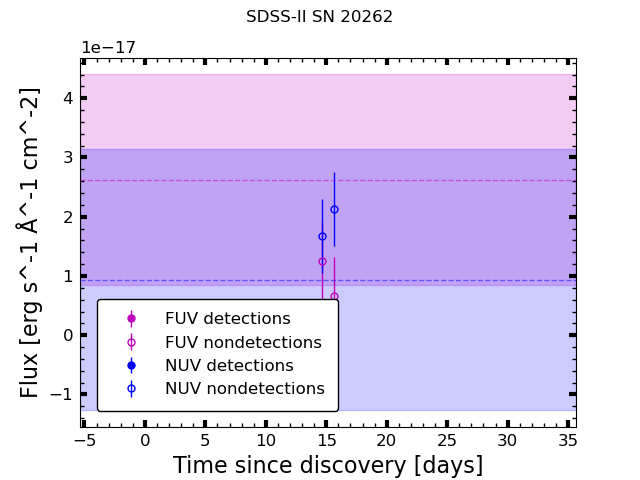 SDSS-II SN 20262
1e−17
Flux [erg s^-1 Å^-1 cm^-2]
4
3
2
1
0
−1
FUV detections
FUV nondetections
NUV detections
NUV nondetections
−5 0 5 10 15 20 25 30 35
Time since discovery [days]